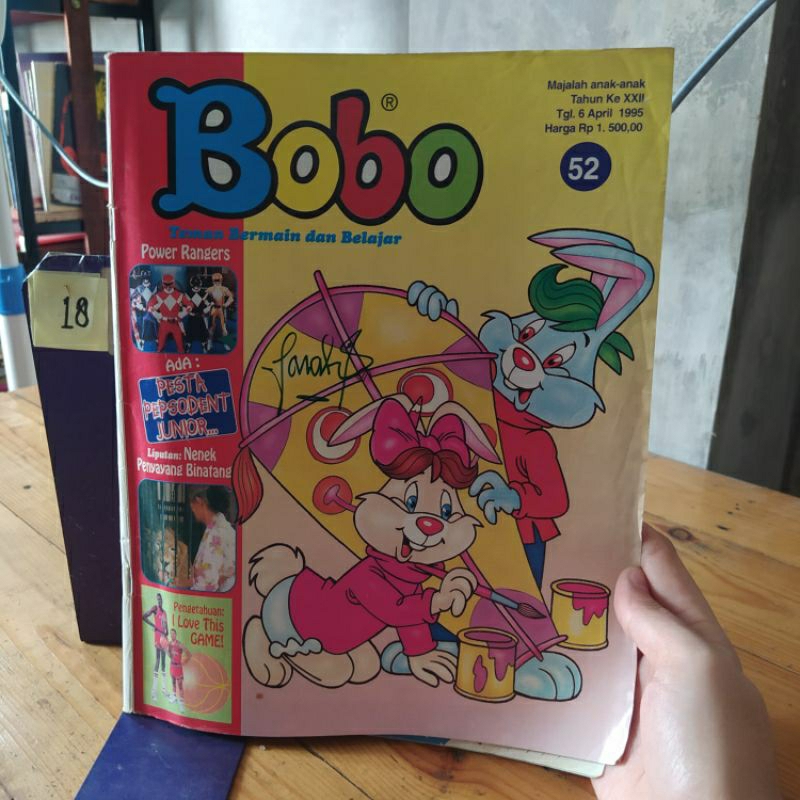 Bobo®
Teman Bermain dan Belajar
Majalah anak-anak
Tahun Ke XXII
Tgl. 6 April 1995
Harga Rp 1. 500,00
52
Power Rangers
ADA :
PESTA
PEPSODENT
JUNIOR....
Liputan: Nenek
Penyayang Binatang
Pengetahuan:
I Love This
GAME!
18